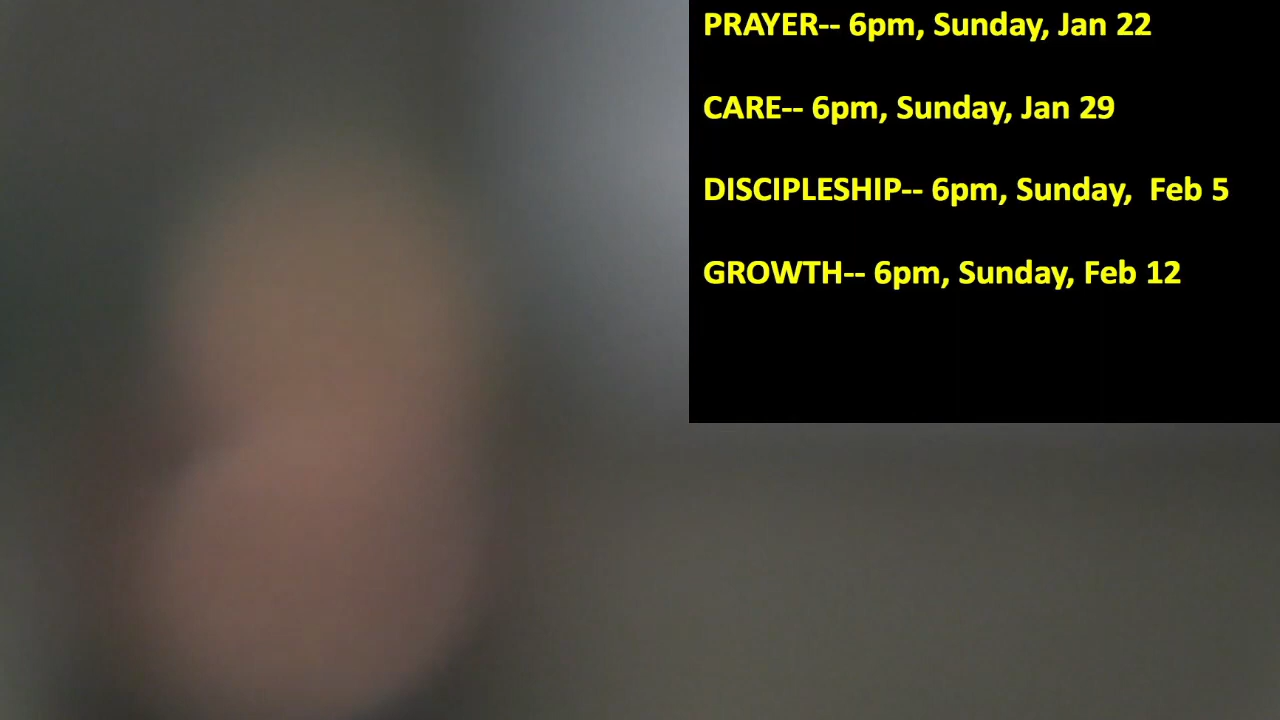 PRAYER-- 6pm, Sunday, Jan 22
CARE-- 6pm, Sunday, Jan 29
DISCIPLESHIP-- 6pm, Sunday,  Feb 5
GROWTH-- 6pm, Sunday, Feb 12